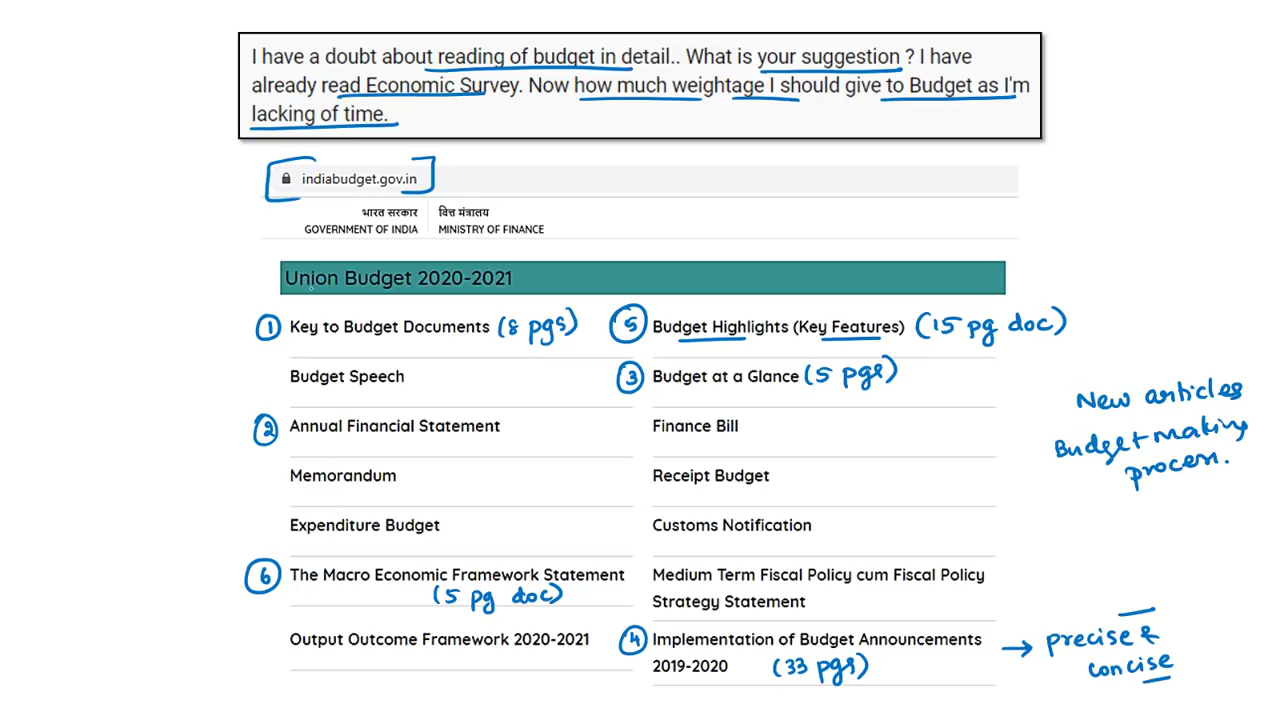 I have a doubt about reading of budget in detail.. What is your suggestion ? I have
already read Economic Survey. Now how much weightage I should give to Budget as I'm
lacking of time.
indiabudget.gov.in
भारत सरकार वित्त मंत्रालय
GOVERNMENT OF INDIA MINISTRY OF FINANCE
Union Budget 2020-2021
1 Key to Budget Documents (8 pgs)
5 Budget Highlights (Key Features) (15 pg doc)
Budget Speech
3 Budget at a Glance (5 pgs)
2 Annual Financial Statement
Finance Bill
Memorandum
Receipt Budget
Expenditure Budget
Customs Notification
6 The Macro Economic Framework Statement
(5 pg doc)
Medium Term Fiscal Policy cum Fiscal Policy
Strategy Statement
Output Outcome Framework 2020-2021
4 Implementation of Budget Announcements
2019-2020 (33 pgs)
→ precise &
concise
New articles
Budget making
process.